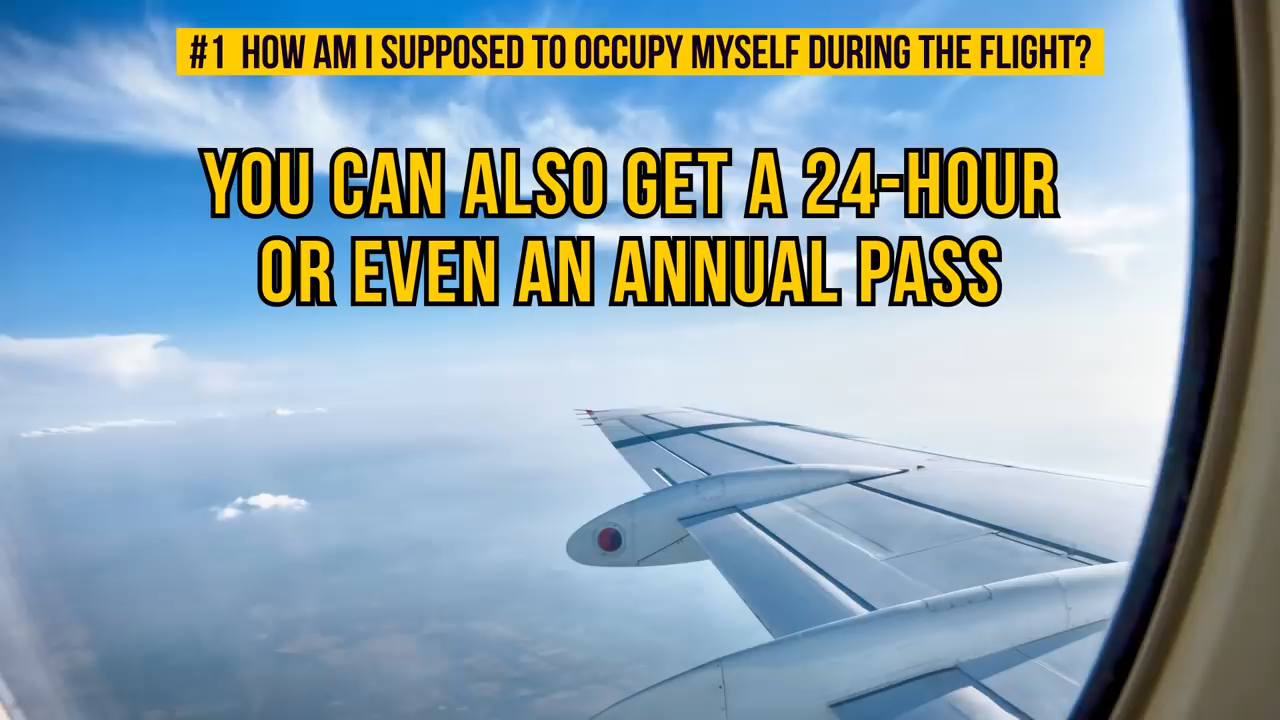 #1 HOW AM I SUPPOSED TO OCCUPY MYSELF DURING THE FLIGHT?
YOU CAN ALSO GET A 24-HOUR
OR EVEN AN ANNUAL PASS